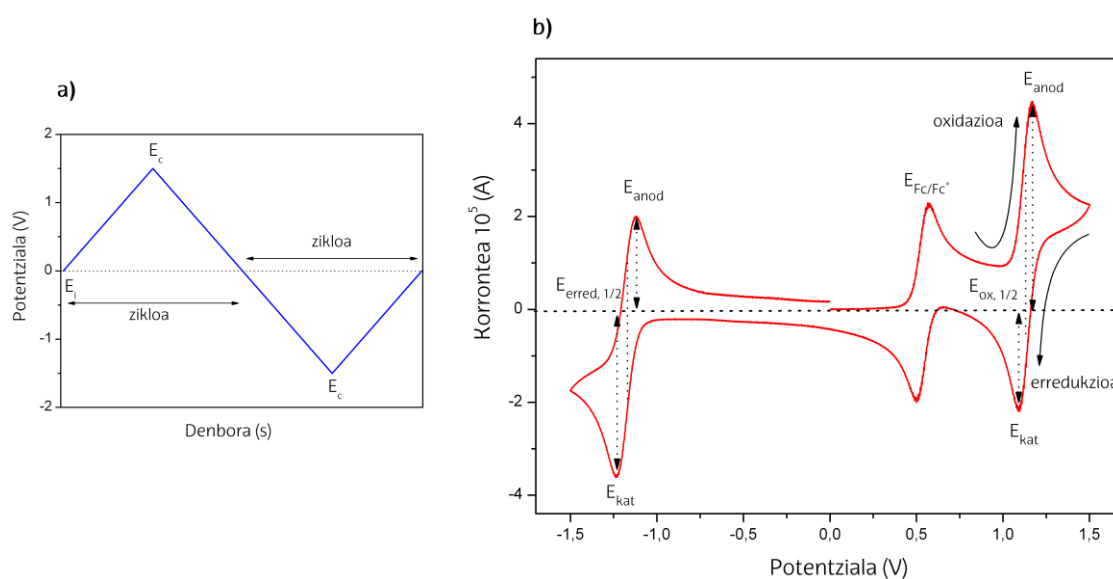 a)
Potentziala (V)
2
1
0
-1
-2
E_c
E_i
zikloa
zikloa
E_c
Denbora (s)
b)
Korrontea 10^5 (A)
4
2
0
-2
-4
E_anod
oxidazioa
E_anod
E_Fc/Fc^+
E_erred, 1/2
E_ox, 1/2
erredukzioa
E_kat
E_kat
-1,5 -1,0 -0,5 0,0 0,5 1,0 1,5
Potentziala (V)